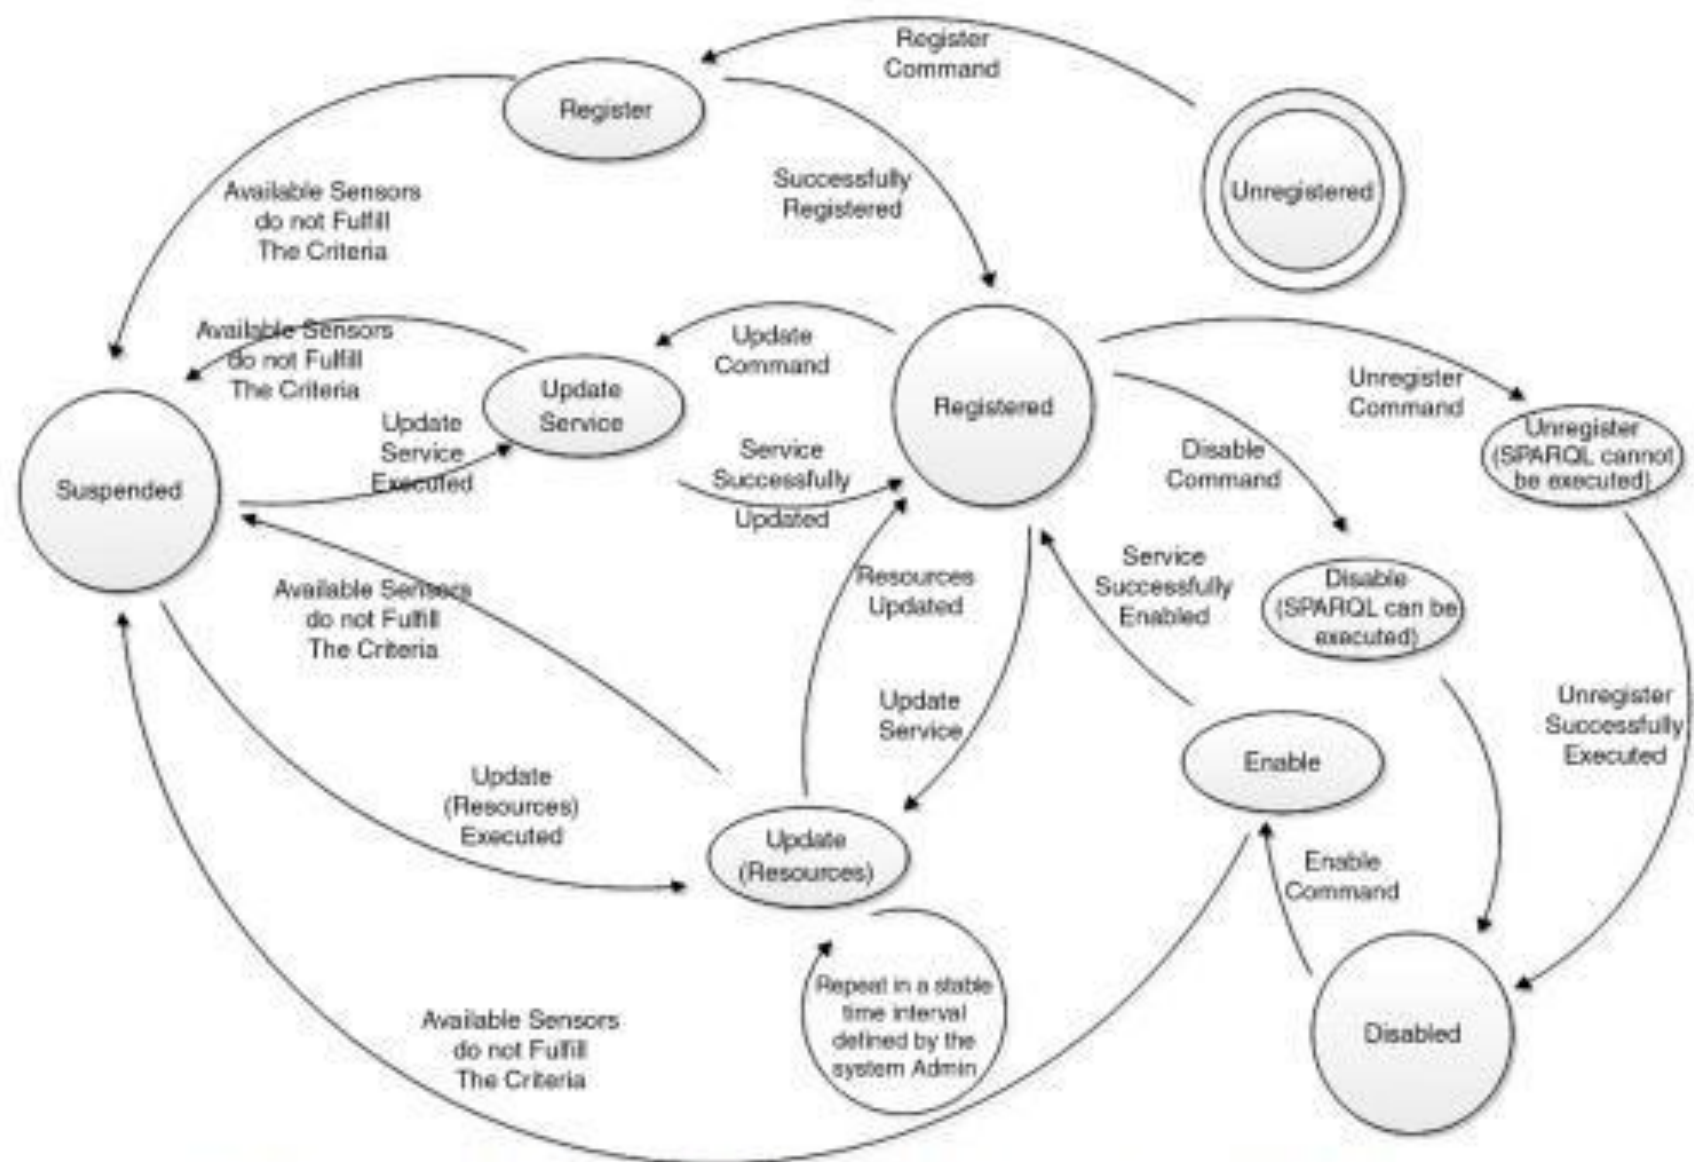 Register
Command
Register
Unregistered
Successfully
Registered
Available Sensors
do not Fulfill
The Criteria
Available Sensors
do not Fulfill
The Criteria
Update
Command
Update
Service
Registered
Unregister
Command
Unregister
(SPARQL cannot
be executed)
Update
Service
Executed
Service
Successfully
Updated
Disable
Command
Suspended
Available Sensors
do not Fulfill
The Criteria
Resources
Updated
Service
Successfully
Enabled
Disable
(SPARQL can be
executed)
Update
Service
Unregister
Successfully
Executed
Enable
Update
(Resources)
Executed
Update
(Resources)
Enable
Command
Repeat in a stable
time interval
defined by the
system Admin
Available Sensors
do not Fulfill
The Criteria
Disabled